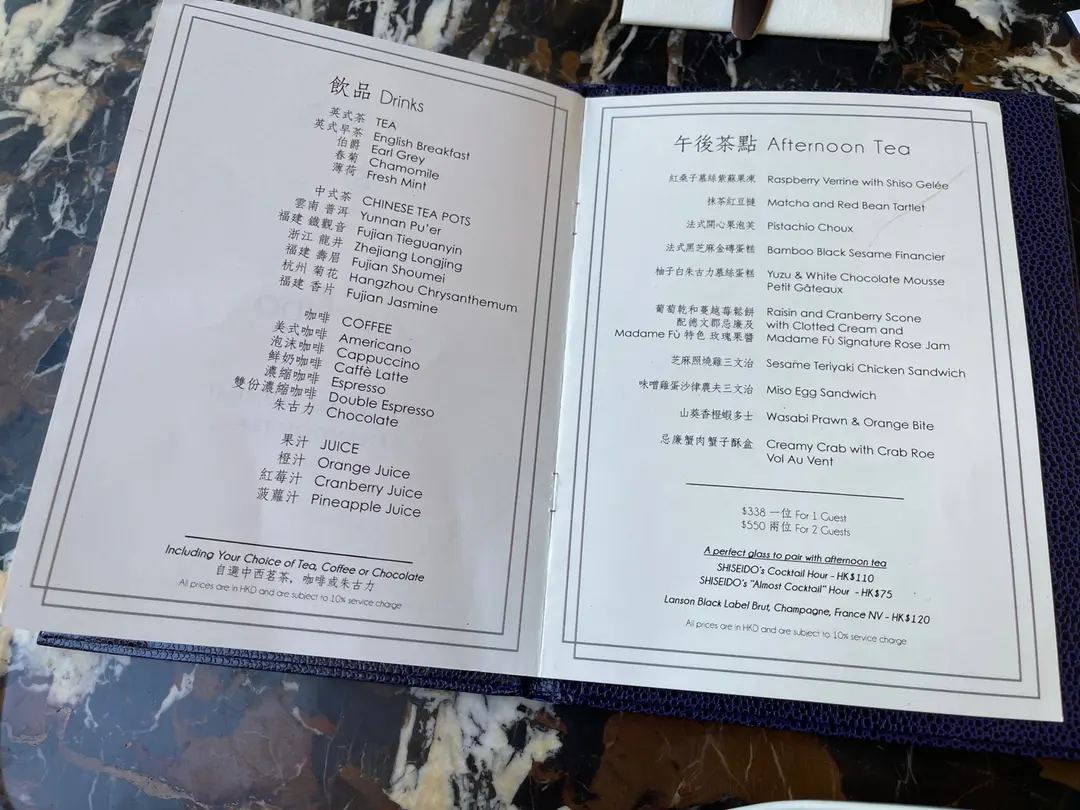 飲品 Drinks
英式茶 TEA
英式早茶 English Breakfast
伯爵 Earl Grey
春菊 Chamomile
薄荷 Fresh Mint
中式茶 CHINESE TEA POTS
雲南 普洱 Yunnan Pu'er
福建 鐵觀音 Fujian Tieguanyin
浙江 龍井 Zhejiang Longjing
福建 壽眉 Fujian Shoumei
杭州 菊花 Hangzhou Chrysanthemum
福建 香片 Fujian Jasmine
咖啡 COFFEE
美式咖啡 Americano
泡沫咖啡 Cappuccino
鮮奶咖啡 Caffè Latte
濃縮咖啡 Espresso
雙份濃縮咖啡 Double Espresso
朱古力 Chocolate
果汁 JUICE
橙汁 Orange Juice
紅莓汁 Cranberry Juice
菠蘿汁 Pineapple Juice
Including Your Choice of Tea, Coffee or Chocolate
自選中西茗茶, 咖啡或朱古力
All prices are in HKD and are subject to 10% service charge
午後茶點 Afternoon Tea
紅桑子慕絲紫蘇果凍 Raspberry Verrine with Shiso Gelée
抹茶紅豆撻 Matcha and Red Bean Tartlet
法式開心果泡芙 Pistachio Choux
法式黑芝麻金磚蛋糕 Bamboo Black Sesame Financier
柚子白朱古力慕絲蛋糕 Yuzu & White Chocolate Mousse
Petit Gâteaux
葡萄乾和蔓越莓鬆餅 Raisin and Cranberry Scone
配德文郡忌廉及 with Clotted Cream and
Madame Fù 特色 玫瑰果醬 Madame Fù Signature Rose Jam
芝麻照燒雞三文治 Sesame Teriyaki Chicken Sandwich
味噌雞蛋沙律農夫三文治 Miso Egg Sandwich
山葵香橙蝦多士 Wasabi Prawn & Orange Bite
忌廉蟹肉蟹子酥盒 Creamy Crab with Crab Roe
Vol Au Vent
$338 一位 For 1 Guest
$550 兩位 For 2 Guests
A perfect glass to pair with afternoon tea
SHISEIDO's Cocktail Hour - HK$110
SHISEIDO's "Almost Cocktail" Hour - HK$75
Lanson Black Label Brut, Champagne, France NV - HK$120
All prices are in HKD and are subject to 10% service charge